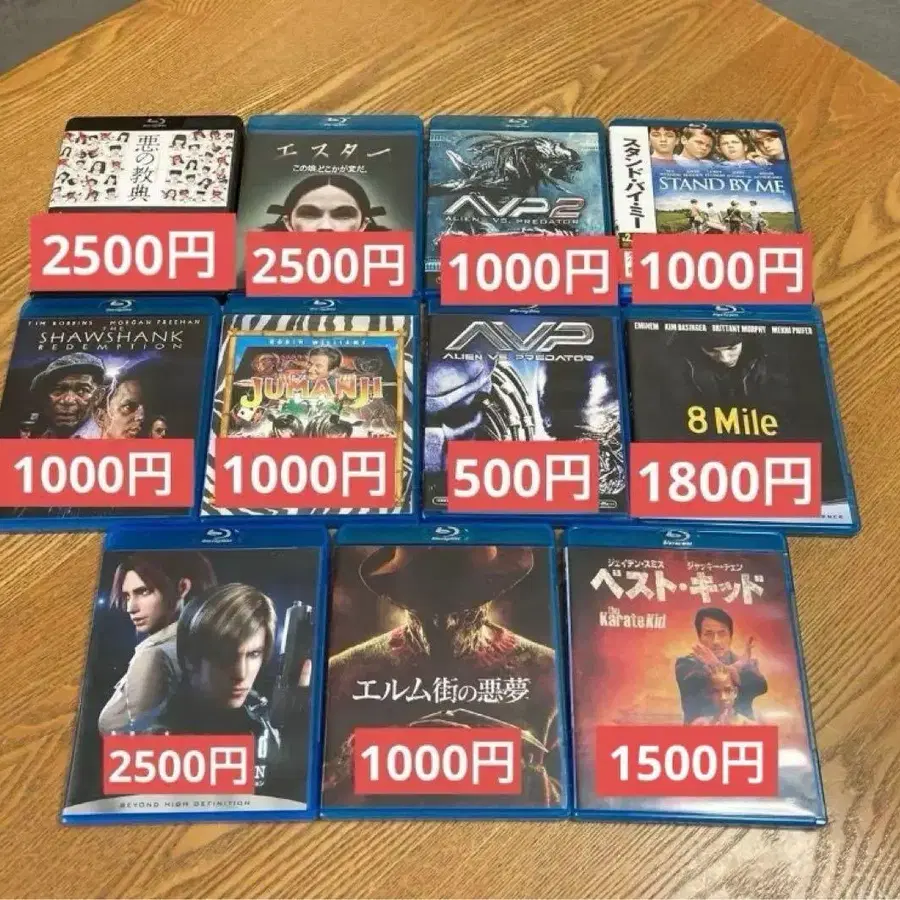 Blu-ray Disc
悪の教典
2500円
エスター
この娘、どこかが変だ。
2500円
AVP2
ALIENS VS. PREDATOR
1000円
スタンド・バイ・ミー
STAND BY ME
1000円
TIM ROBBINS MORGAN FREEMAN
THE
SHAWSHANK
REDEMPTION
1000円
ROBIN WILLIAMS
JUMANJI
1000円
AVP
ALIEN VS. PREDATOR
500円
EMINEM KIM BASINGER BRITTANY MURPHY MEKHI PHIFER
8 Mile
1800円
2500円
BEYOND HIGH DEFINITION
エルム街の悪夢
1000円
ジェイデン・スミス ジャッキー・チェン
ベスト・キッド
The
Karate Kid
1500円